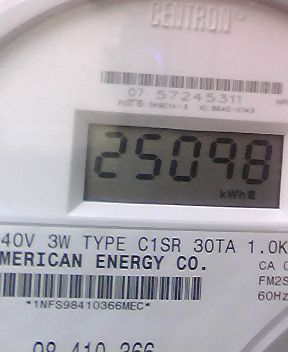 CENTRON
07 57245311
25098
kWh
40V 3W TYPE C1SR 30TA 1.0K
MERICAN ENERGY CO.
CA 0
FM2S
60Hz
*1NFS98410366MEC*
98 410 366